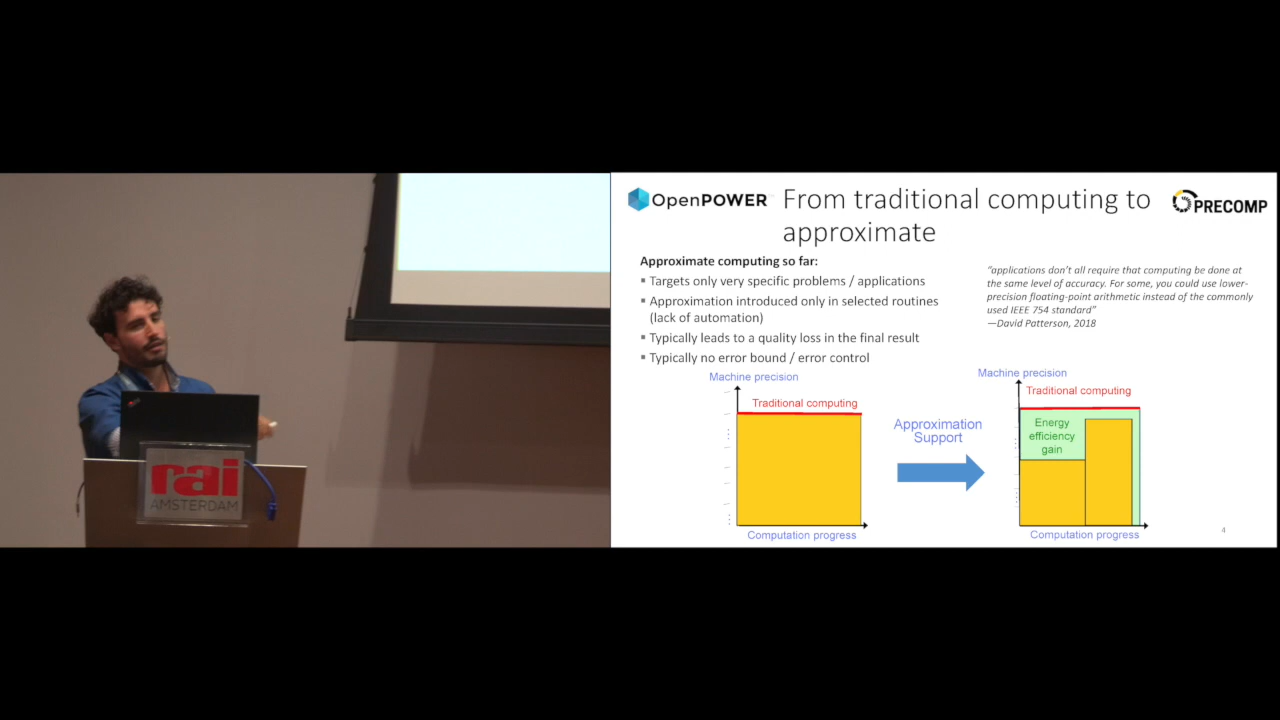 rai
AMSTERDAM
OpenPOWER™
From traditional computing to
approximate
PRECOMP
Approximate computing so far:
▪ Targets only very specific problems / applications
▪ Approximation introduced only in selected routines
(lack of automation)
▪ Typically leads to a quality loss in the final result
▪ Typically no error bound / error control
"applications don't all require that computing be done at
the same level of accuracy. For some, you could use lower-
precision floating-point arithmetic instead of the commonly
used IEEE 754 standard"
—David Patterson, 2018
Machine precision
Traditional computing
Computation progress
Approximation
Support
Machine precision
Traditional computing
Energy
efficiency
gain
Computation progress
4